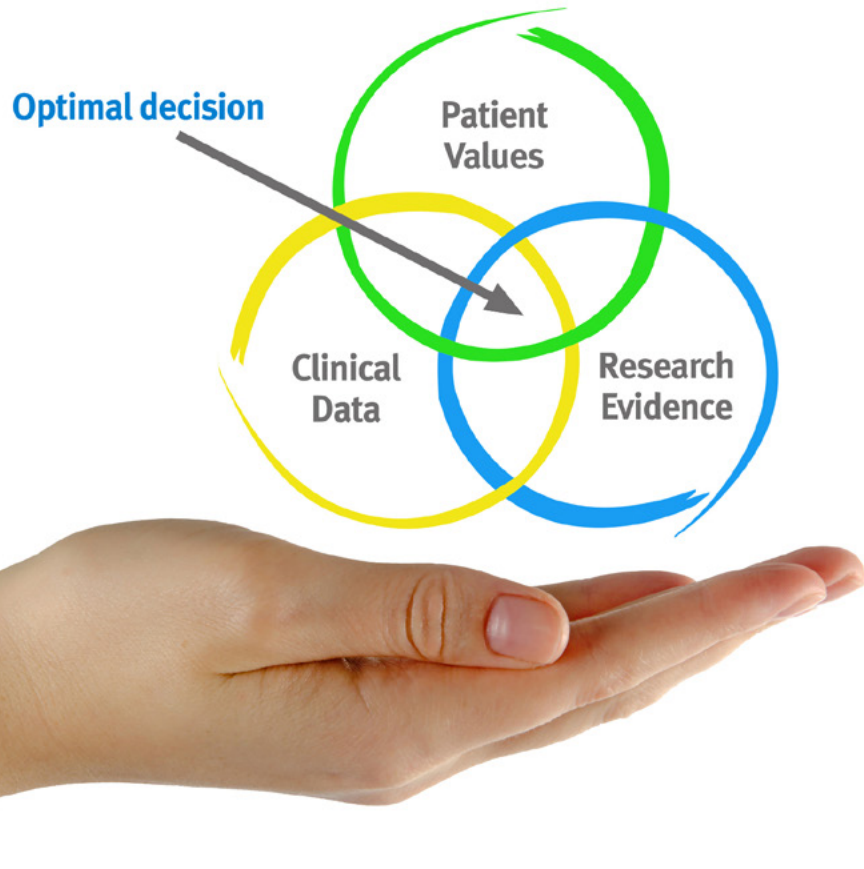 Optimal decision
Patient
Values
Clinical
Data
Research
Evidence